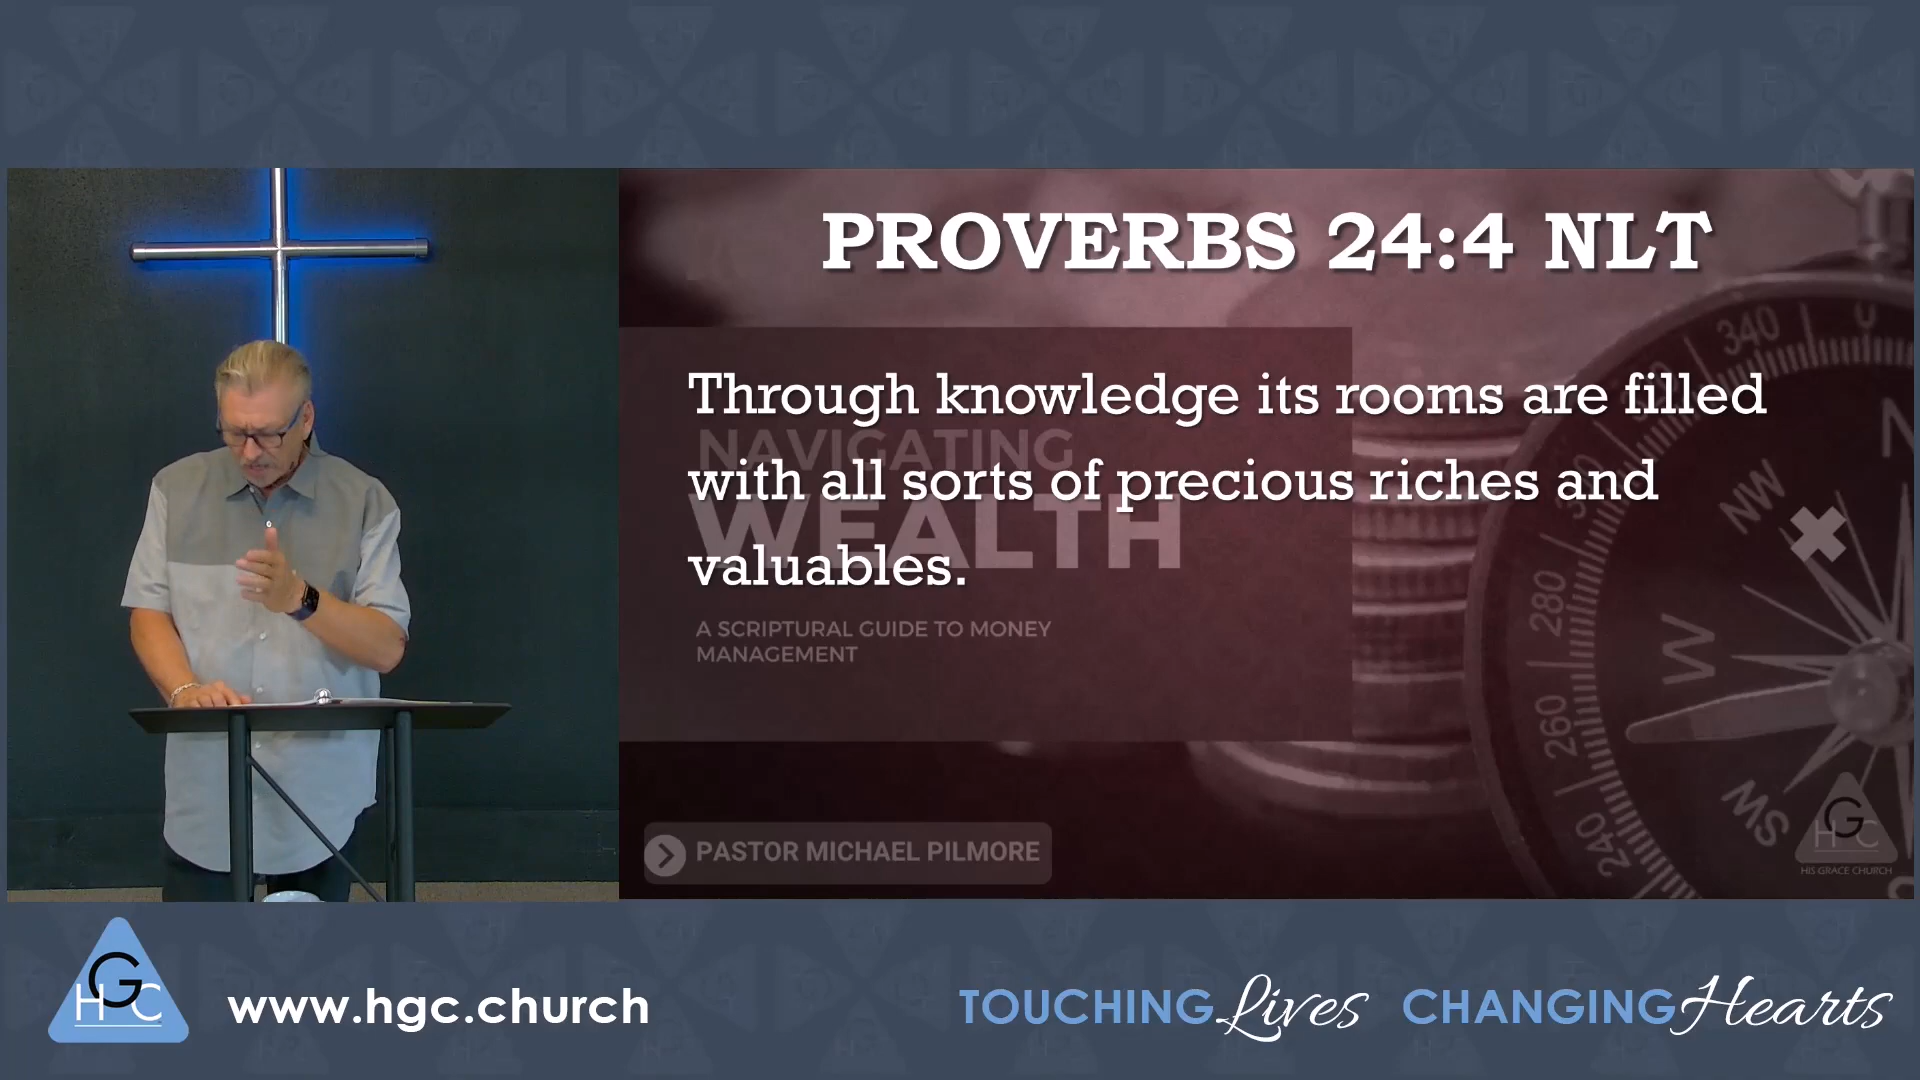 PROVERBS 24:4 NLT
Through knowledge its rooms are filled
with all sorts of precious riches and
valuables.
NAVIGATING
WEALTH
A SCRIPTURAL GUIDE TO MONEY
MANAGEMENT
PASTOR MICHAEL PILMORE
340
N
NW
W
280
260
SW
240
HGC
HIS GRACE CHURCH
HGC
www.hgc.church
TOUCHING Lives CHANGING Hearts